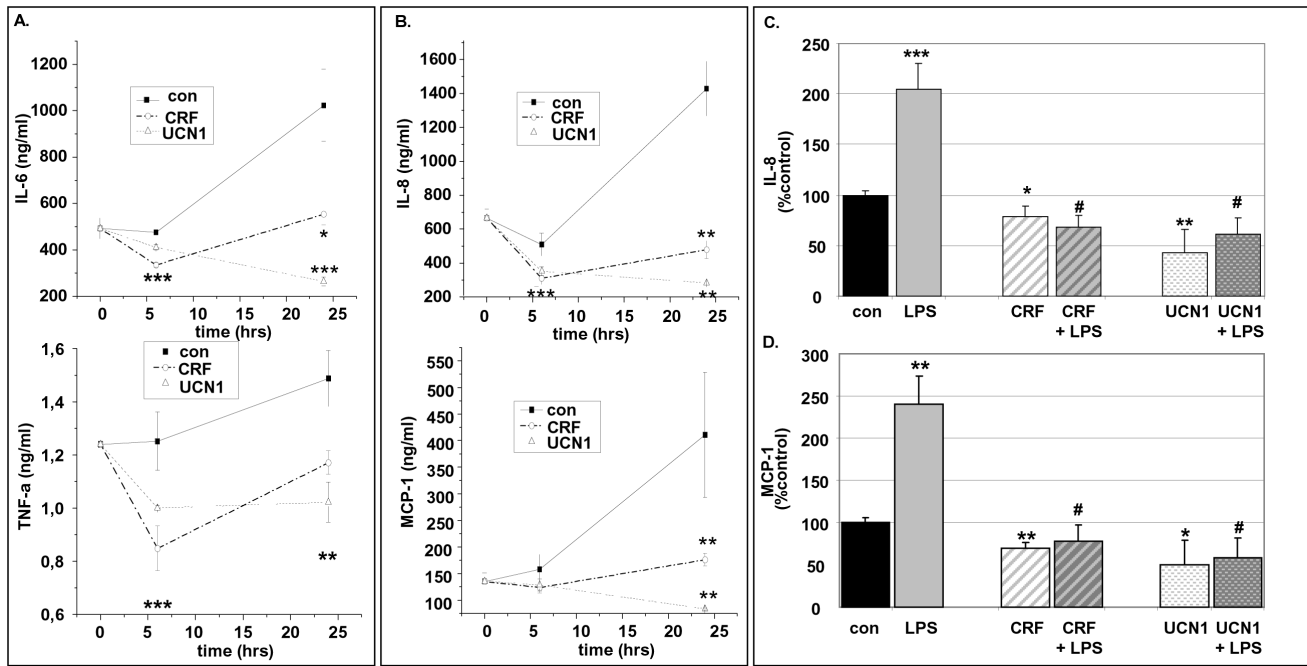 A.
1200
1000
800
600
400
200
IL-6 (ng/ml)
con
CRF
UCN1
*
***
***
0 5 10 15 20 25
time (hrs)
1,6
1,4
1,2
1,0
0,8
0,6
TNF-a (ng/ml)
con
CRF
UCN1
**
***
0 5 10 15 20 25
time (hrs)
B.
1600
1400
1200
1000
800
600
400
200
IL-8 (ng/ml)
con
CRF
UCN1
**
***
**
0 5 10 15 20 25
time (hrs)
550
500
450
400
350
300
250
200
150
100
MCP-1 (ng/ml)
con
CRF
UCN1
**
**
0 5 10 15 20 25
time (hrs)
C.
250
200
150
100
50
0
IL-8
(%control)
***
*
#
**
#
con LPS CRF CRF UCN1 UCN1
+ LPS + LPS
D.
300
250
200
150
100
50
0
MCP-1
(%control)
**
**
#
*
#
con LPS CRF CRF UCN1 UCN1
+ LPS + LPS